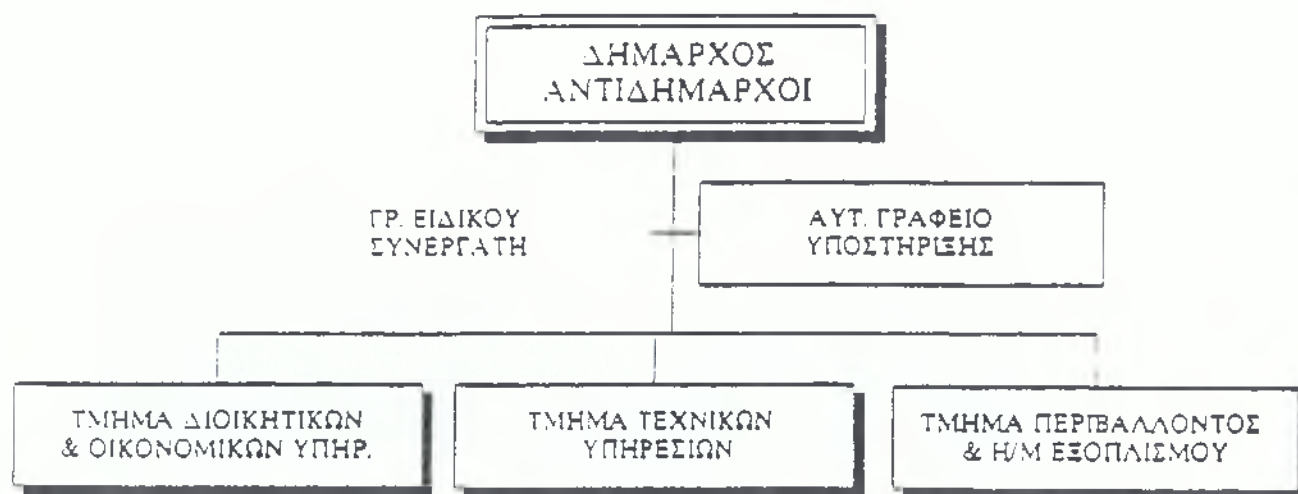 ΔΗΜΑΡΧΟΣ
ΑΝΤΙΔΗΜΑΡΧΟΙ
ΓΡ. ΕΙΔΙΚΟΥ
ΣΥΝΕΡΓΑΤΗ
ΑΥΤ. ΓΡΑΦΕΙΟ
ΥΠΟΣΤΗΡΙΞΗΣ
ΤΜΗΜΑ ΔΙΟΙΚΗΤΙΚΩΝ
& ΟΙΚΟΝΟΜΙΚΩΝ ΥΠΗΡ.
ΤΜΗΜΑ ΤΕΧΝΙΚΩΝ
ΥΠΗΡΕΣΙΩΝ
ΤΜΗΜΑ ΠΕΡΙΒΑΛΛΟΝΤΟΣ
& Η/Μ ΕΞΟΠΛΙΣΜΟΥ